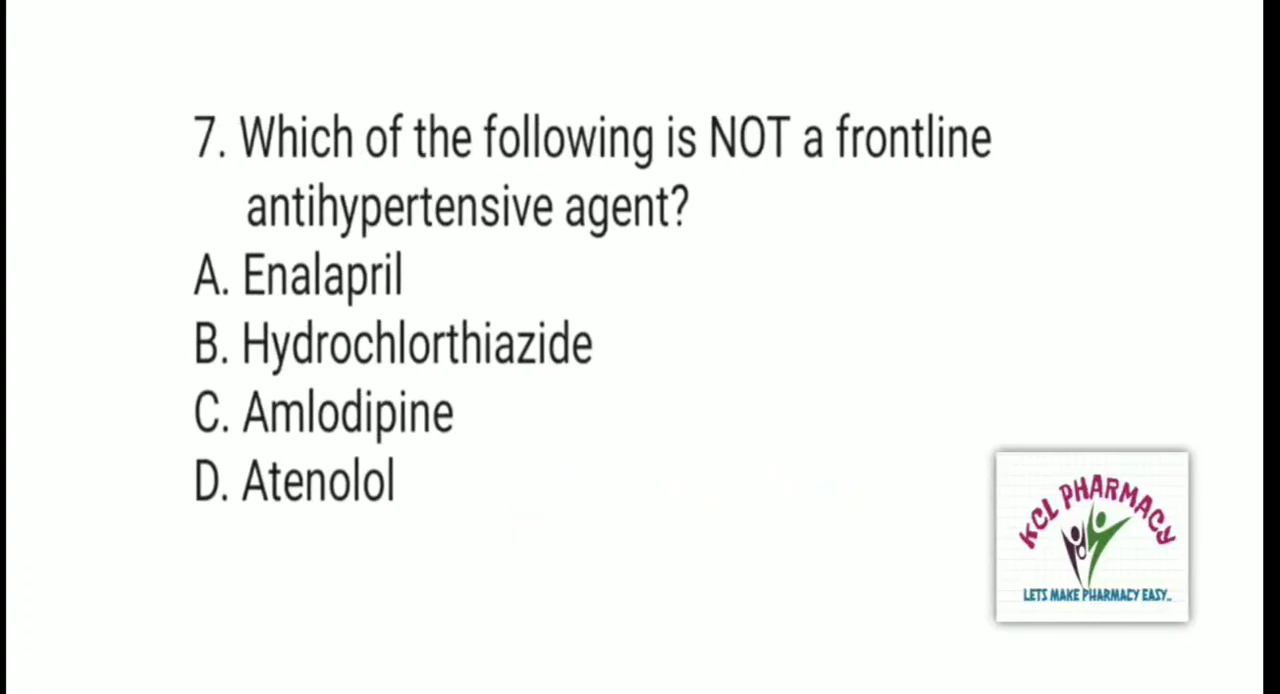 7. Which of the following is NOT a frontline
antihypertensive agent?
A. Enalapril
B. Hydrochlorthiazide
C. Amlodipine
D. Atenolol
KCL PHARMACY
LETS MAKE PHARMACY EASY..